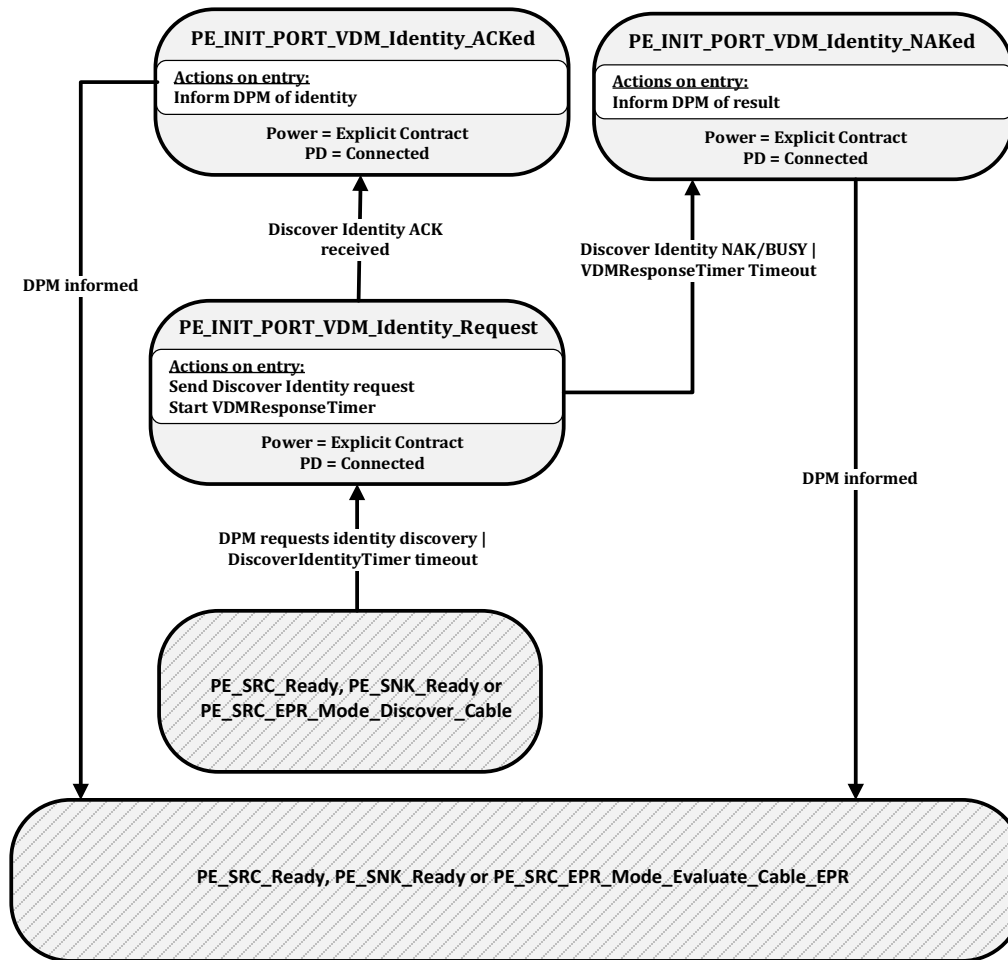 PE_INIT_PORT_VDM_Identity_ACKed
Actions on entry:
Inform DPM of identity
Power = Explicit Contract
PD = Connected
PE_INIT_PORT_VDM_Identity_NAKed
Actions on entry:
Inform DPM of result
Power = Explicit Contract
PD = Connected
Discover Identity ACK
received
Discover Identity NAK/BUSY |
VDMResponseTimer Timeout
DPM informed
PE_INIT_PORT_VDM_Identity_Request
Actions on entry:
Send Discover Identity request
Start VDMResponseTimer
Power = Explicit Contract
PD = Connected
DPM informed
DPM requests identity discovery |
DiscoverIdentityTimer timeout
PE_SRC_Ready, PE_SNK_Ready or
PE_SRC_EPR_Mode_Discover_Cable
PE_SRC_Ready, PE_SNK_Ready or PE_SRC_EPR_Mode_Evaluate_Cable_EPR